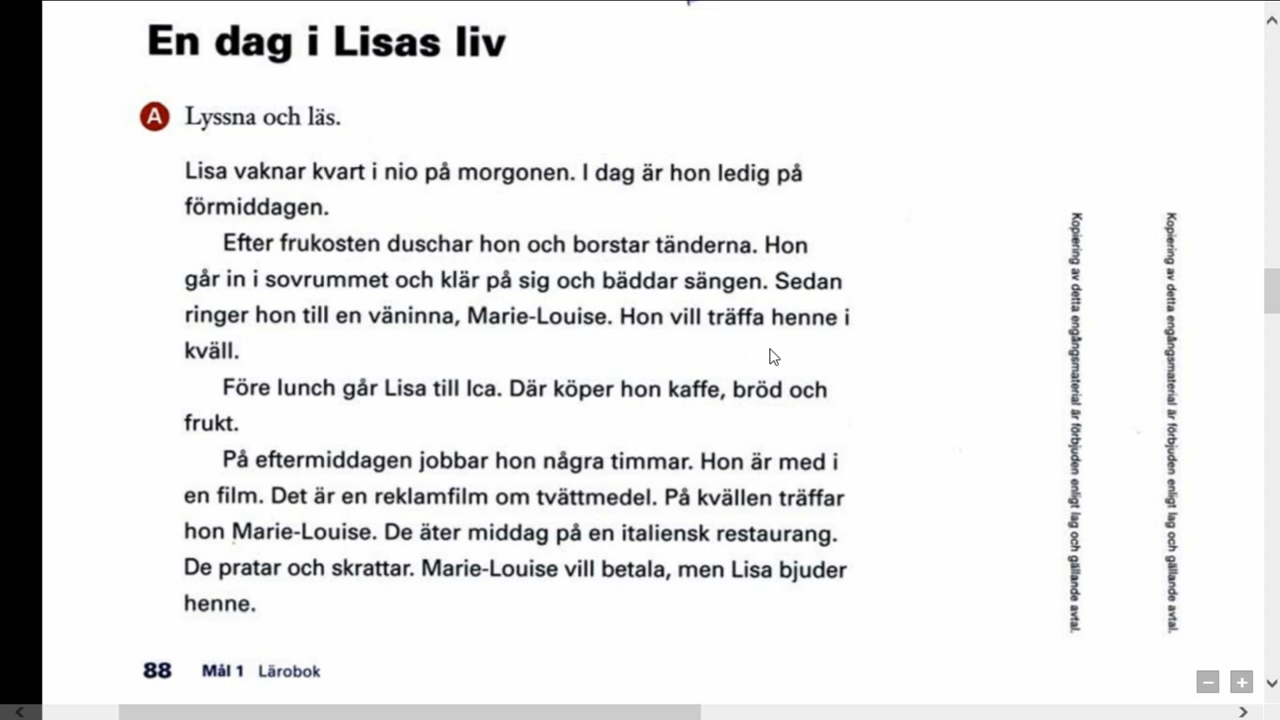 En dag i Lisas liv
A Lyssna och läs.
Lisa vaknar kvart i nio på morgonen. I dag är hon ledig på
förmiddagen.
Efter frukosten duschar hon och borstar tänderna. Hon
går in i sovrummet och klär på sig och bäddar sängen. Sedan
ringer hon till en väninna, Marie-Louise. Hon vill träffa henne i
kväll.
Före lunch går Lisa till Ica. Där köper hon kaffe, bröd och
frukt.
På eftermiddagen jobbar hon några timmar. Hon är med i
en film. Det är en reklamfilm om tvättmedel. På kvällen träffar
hon Marie-Louise. De äter middag på en italiensk restaurang.
De pratar och skrattar. Marie-Louise vill betala, men Lisa bjuder
henne.
88 Mål 1 Lärobok
Kopiering av detta engångsmaterial är förbjuden enligt lag och gällande avtal.
Kopiering av detta engångsmaterial är förbjuden enligt lag och gällande avtal.